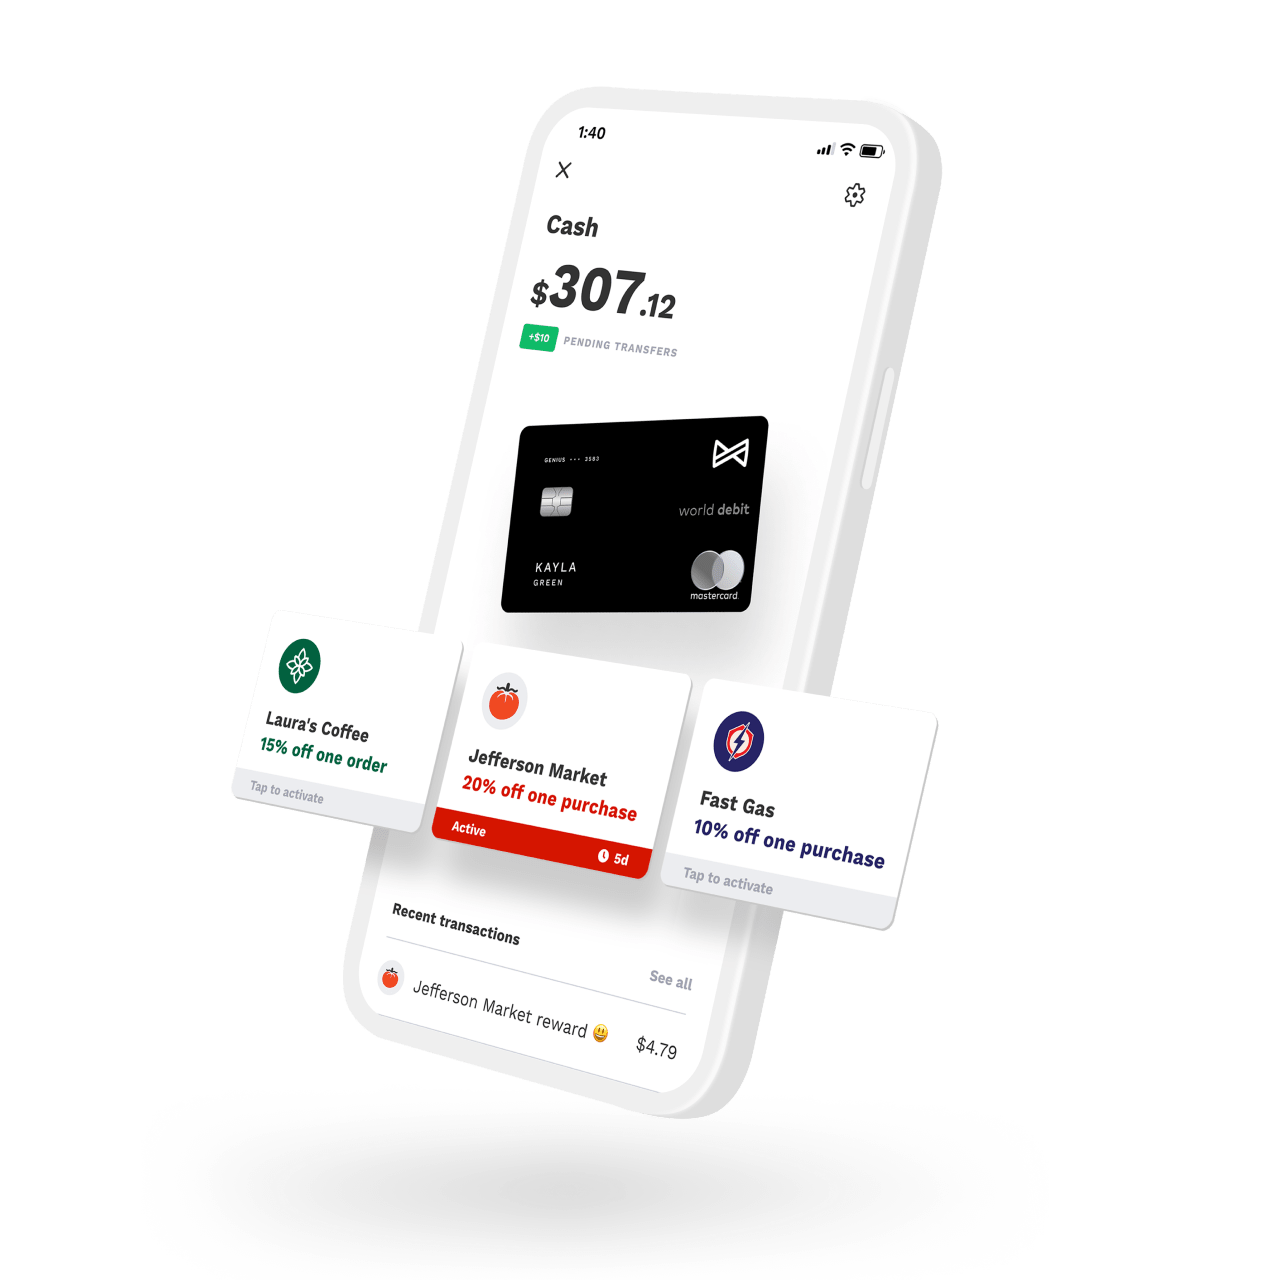 1:40
Cash
$307.12
+$10 PENDING TRANSFERS
GENIUS ··· 3583
world debit
KAYLA
GREEN
mastercard.
Laura's Coffee
15% off one order
Tap to activate
Jefferson Market
20% off one purchase
Active 5d
Fast Gas
10% off one purchase
Tap to activate
Recent transactions
See all
Jefferson Market reward 😃 $4.79